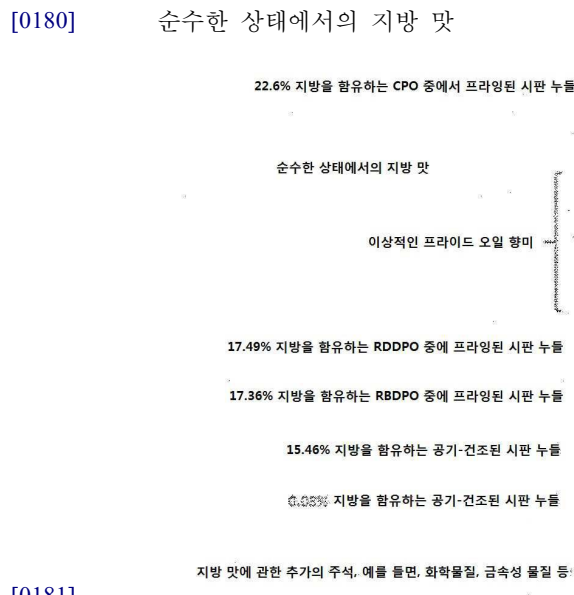 [0180] 순수한 상태에서의 지방 맛
22.6% 지방을 함유하는 CPO 중에서 프라잉된 시판 누들
순수한 상태에서의 지방 맛
이상적인 프라이드 오일 향미
17.49% 지방을 함유하는 RDDPO 중에 프라잉된 시판 누들
17.36% 지방을 함유하는 RBDPO 중에 프라잉된 시판 누들
15.46% 지방을 함유하는 공기-건조된 시판 누들
지방을 함유하는 공기-건조된 시판 누들
지방 맛에 관한 추가의 주석, 예를 들면, 화학물질, 금속성 물질 등
[0181]